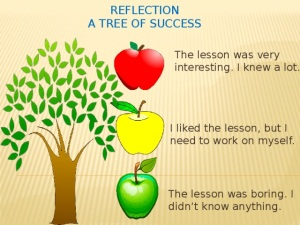 REFLECTION
A TREE OF SUCCESS
The lesson was very
interesting. I knew a lot.
I liked the lesson, but I
need to work on myself.
The lesson was boring. I
didn't know anything.